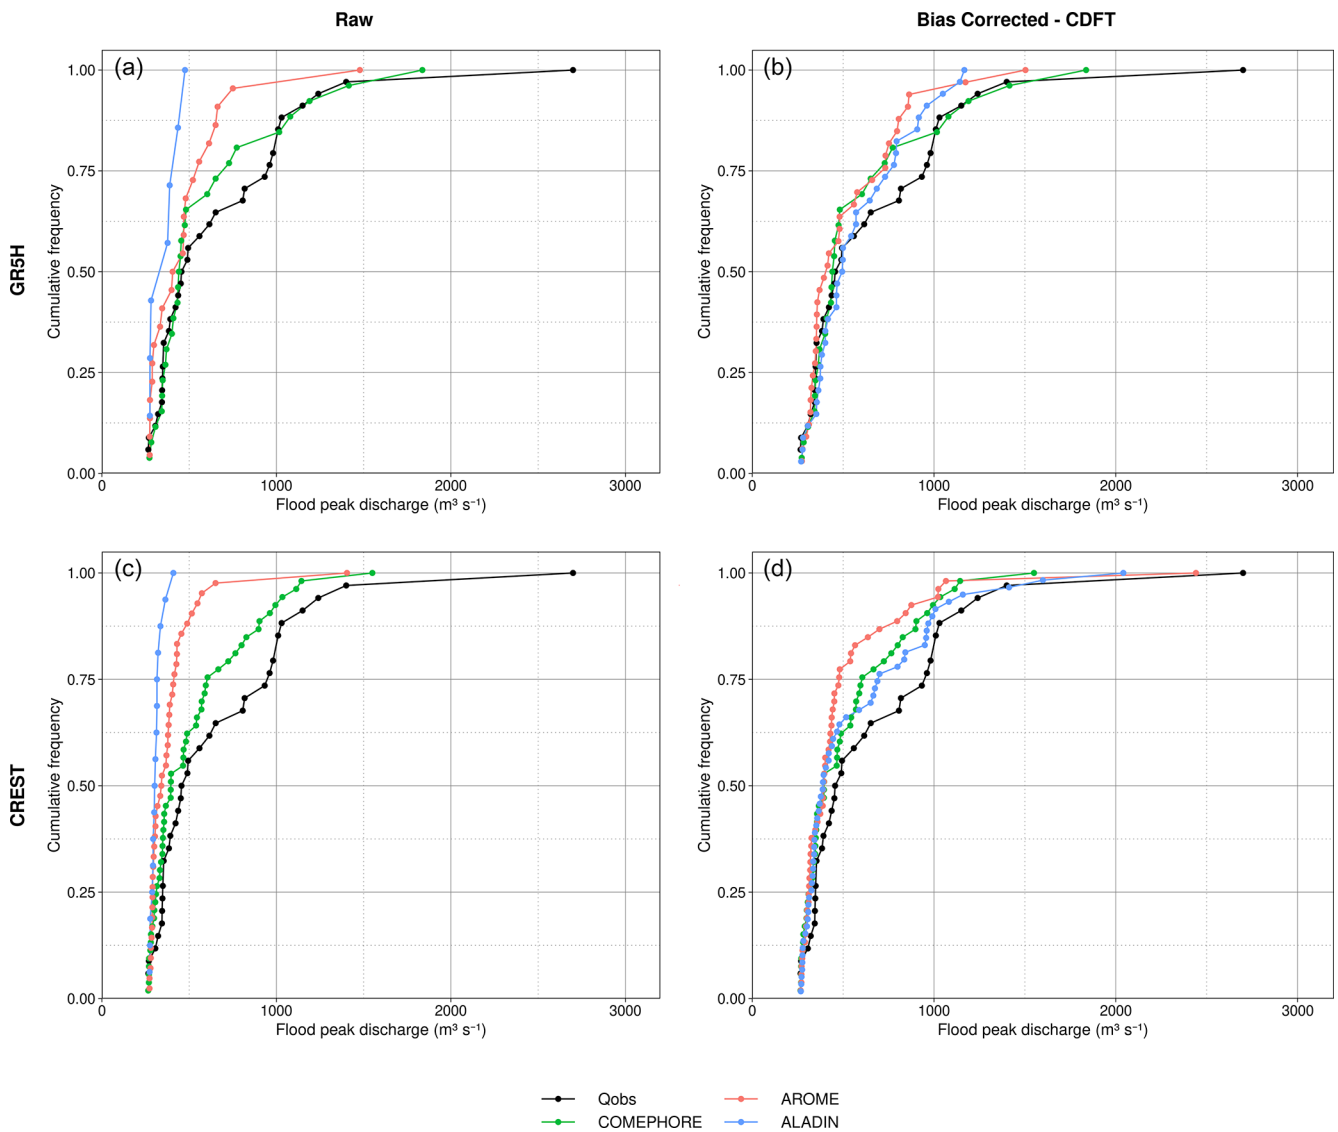 Raw
Bias Corrected - CDFT
GR5H
CREST
(a)
Cumulative frequency
1.00
0.75
0.50
0.25
0.00
0
1000
2000
3000
Flood peak discharge (m³ s⁻¹)
(b)
Cumulative frequency
1.00
0.75
0.50
0.25
0.00
0
1000
2000
3000
Flood peak discharge (m³ s⁻¹)
(c)
Cumulative frequency
1.00
0.75
0.50
0.25
0.00
0
1000
2000
3000
Flood peak discharge (m³ s⁻¹)
(d)
Cumulative frequency
1.00
0.75
0.50
0.25
0.00
0
1000
2000
3000
Flood peak discharge (m³ s⁻¹)
Qobs
COMEPHORE
AROME
ALADIN